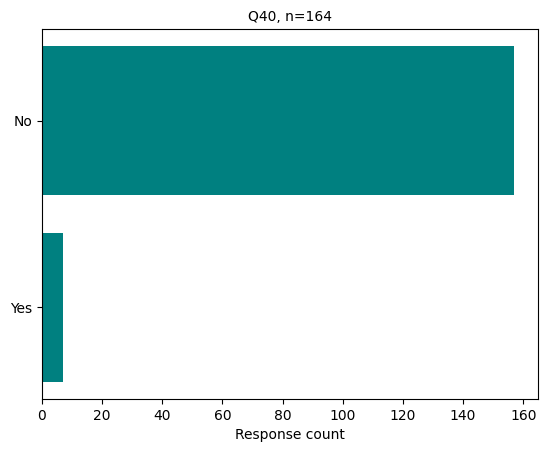 Q40, n=164
No
Yes
0 20 40 60 80 100 120 140 160
Response count